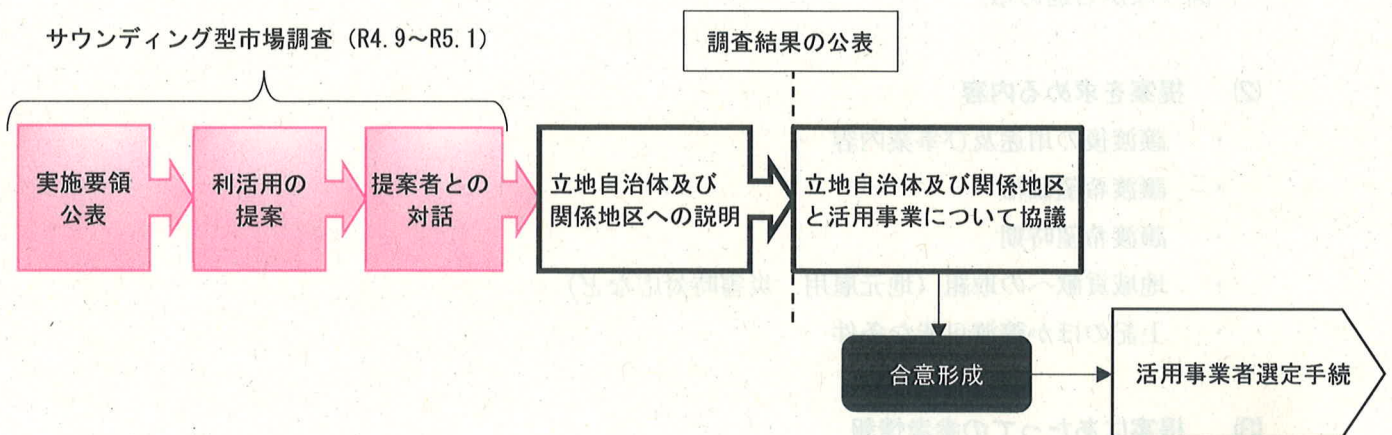 サウンディング型市場調査（R4.9～R5.1）
調査結果の公表
実施要領
公表
利活用の
提案
提案者との
対話
立地自治体及び
関係地区への説明
立地自治体及び関係地区
と活用事業について協議
合意形成
活用事業者選定手続